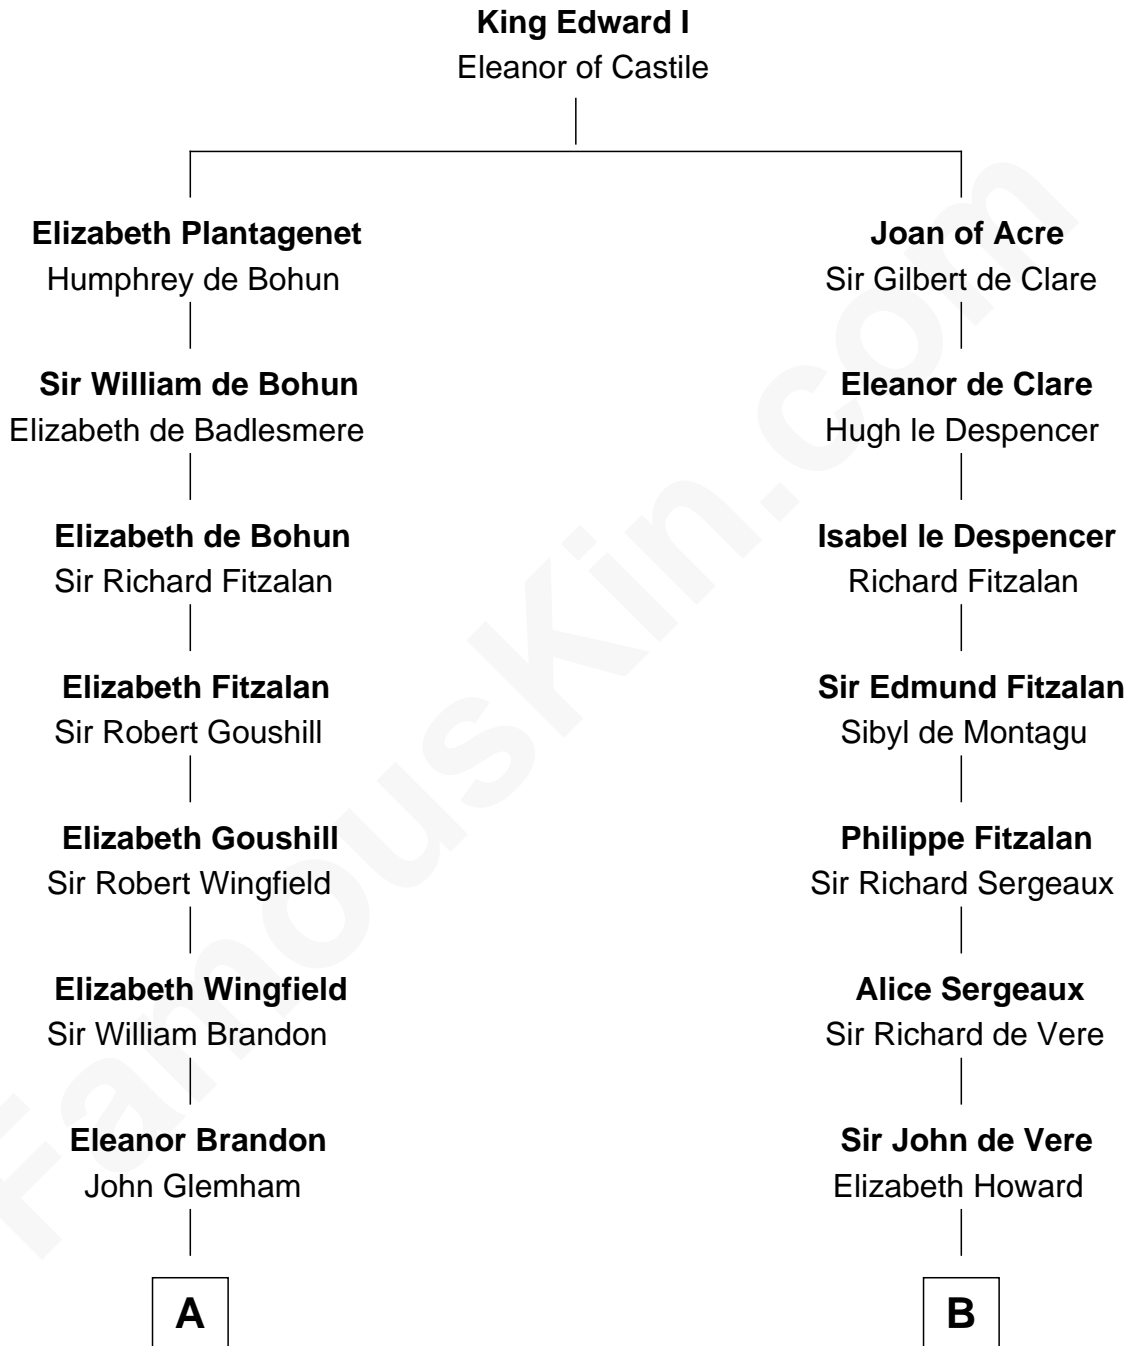 King Edward I
Eleanor of Castile
Elizabeth Plantagenet
Humphrey de Bohun
Joan of Acre
Sir Gilbert de Clare
Sir William de Bohun
Elizabeth de Badlesmere
Eleanor de Clare
Hugh le Despencer
Elizabeth de Bohun
Sir Richard Fitzalan
Isabel le Despencer
Richard Fitzalan
Elizabeth Fitzalan
Sir Robert Goushill
Sir Edmund Fitzalan
Sibyl de Montagu
Elizabeth Goushill
Sir Robert Wingfield
Philippe Fitzalan
Sir Richard Sergeaux
Elizabeth Wingfield
Sir William Brandon
Alice Sergeaux
Sir Richard de Vere
Eleanor Brandon
John Glemham
Sir John de Vere
Elizabeth Howard
A
B
FamousKin.com